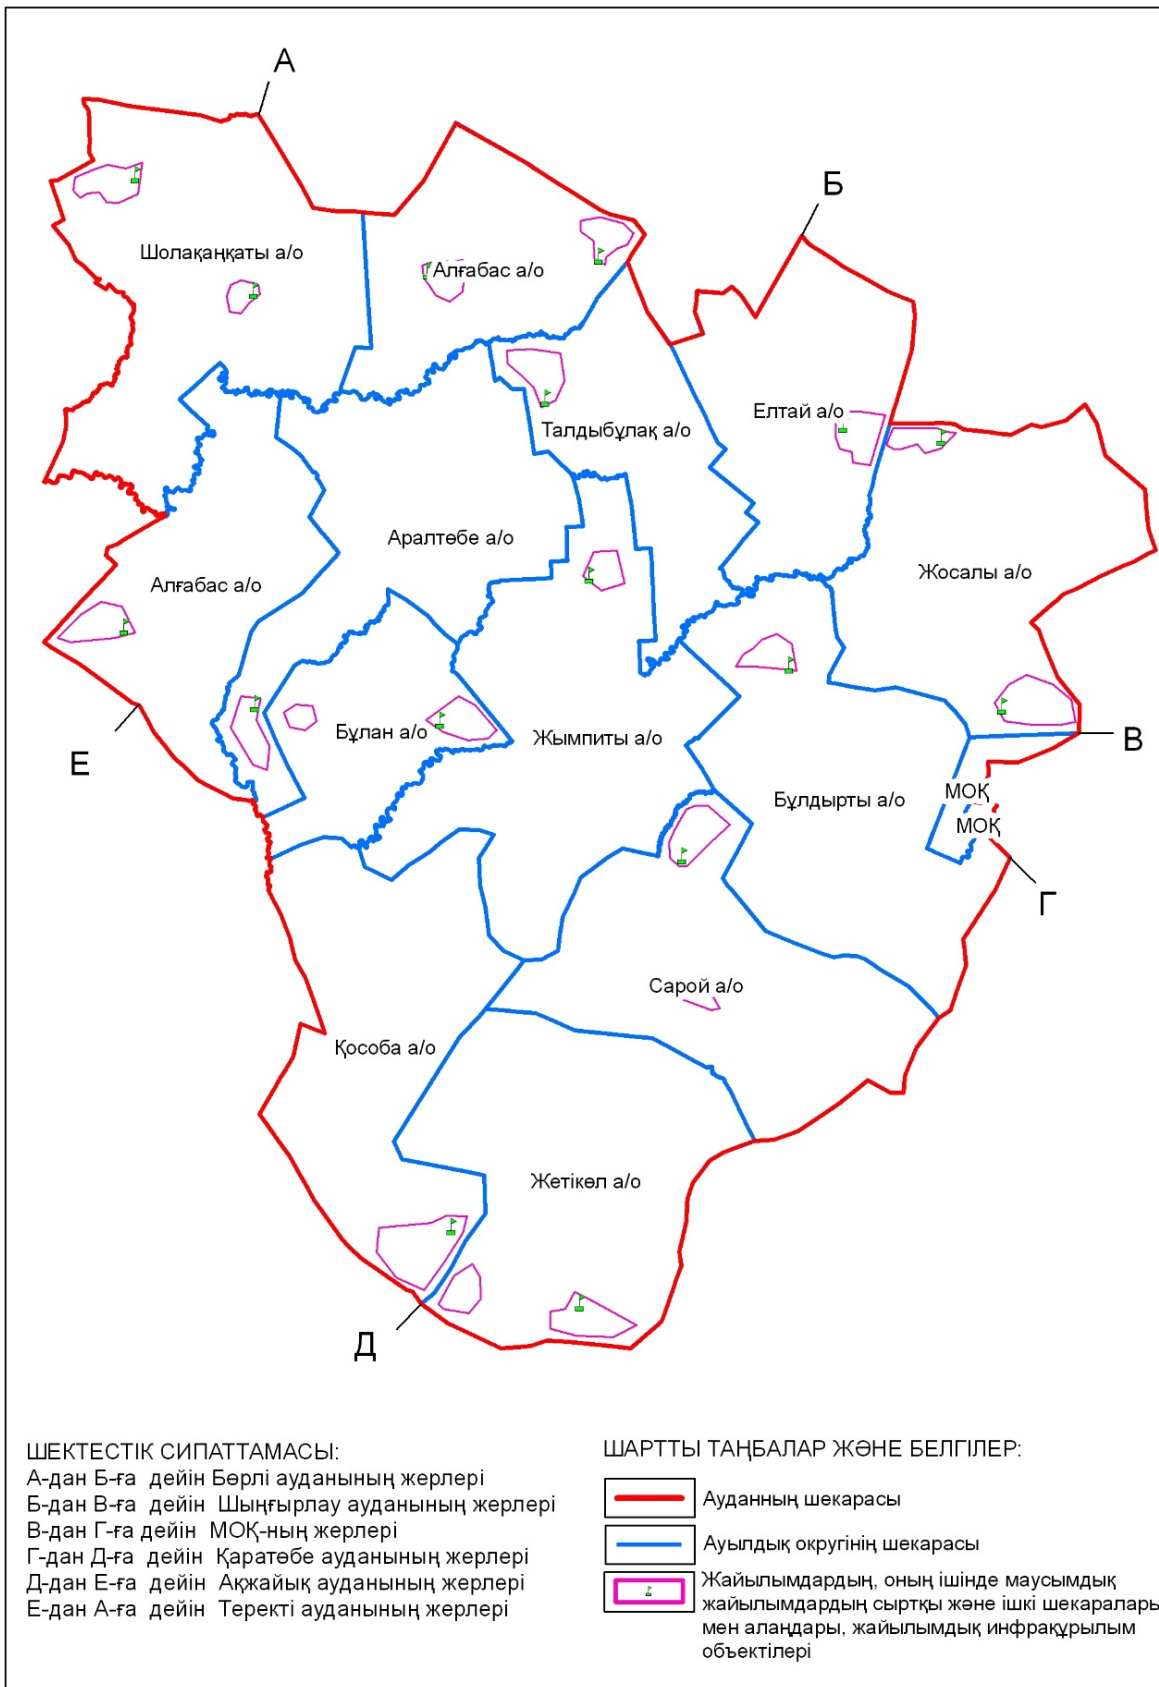 А
Б
Шолақаңқаты а/о
Алғабас а/о
Елтай а/о
Талдыбұлақ а/о
Аралтөбе а/о
Жосалы а/о
Алғабас а/о
Е
Бұлан а/о
Жымпиты а/о
В
МОҚ
Бұлдырты а/о
МОҚ
Г
Сарой а/о
Қособа а/о
Жетікөл а/о
Д
ШЕКТЕСТІК СИПАТТАМАСЫ:
А-дан Б-ға дейін Бөрлі ауданының жерлері
Б-дан В-ға дейін Шыңғырлау ауданының жерлері
В-дан Г-ға дейін МОҚ-ның жерлері
Г-дан Д-ға дейін Қаратөбе ауданының жерлері
Д-дан Е-ға дейін Ақжайық ауданының жерлері
Е-дан А-ға дейін Теректі ауданының жерлері
ШАРТТЫ ТАҢБАЛАР ЖӘНЕ БЕЛГІЛЕР:
Ауданның шекарасы
Ауылдық округінің шекарасы
Жайылымдардың, оның ішінде маусымдық
жайылымдардың сыртқы және ішкі шекаралары
мен алаңдары, жайылымдық инфрақұрылым
объектілері